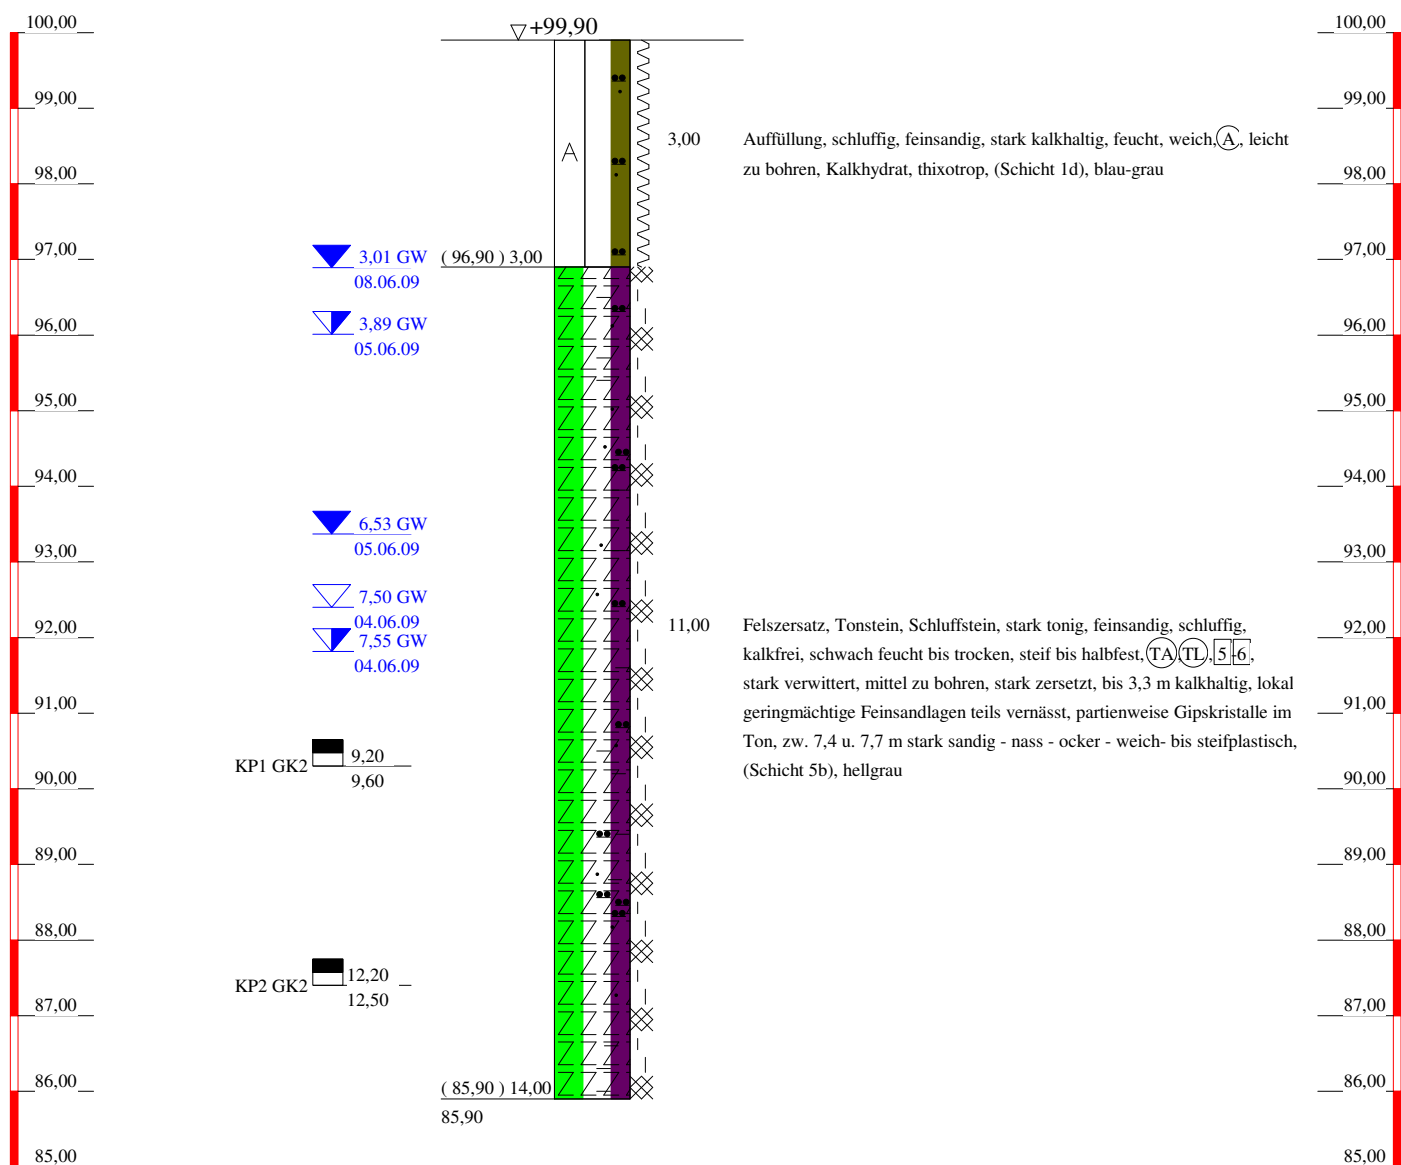 100,00
99,00
98,00
97,00
96,00
95,00
94,00
93,00
92,00
91,00
90,00
89,00
88,00
87,00
86,00
85,00
3,01 GW
08.06.09
3,89 GW
05.06.09
6,53 GW
05.06.09
7,50 GW
04.06.09
7,55 GW
04.06.09
KP1 GK2
9,20
9,60
KP2 GK2
12,20
12,50
+99,90
A
( 96,90 ) 3,00
( 85,90 ) 14,00
85,90
3,00
Auffüllung, schluffig, feinsandig, stark kalkhaltig, feucht, weich, A, leicht
zu bohren, Kalkhydrat, thixotrop, (Schicht 1d), blau-grau
11,00
Felszersatz, Tonstein, Schluffstein, stark tonig, feinsandig, schluffig,
kalkfrei, schwach feucht bis trocken, steif bis halbfest, TA, TL, 5-6,
stark verwittert, mittel zu bohren, stark zersetzt, bis 3,3 m kalkhaltig, lokal
geringmächtige Feinsandlagen teils vernässt, partienweise Gipskristalle im
Ton, zw. 7,4 u. 7,7 m stark sandig - nass - ocker - weich- bis steifplastisch,
(Schicht 5b), hellgrau
100,00
99,00
98,00
97,00
96,00
95,00
94,00
93,00
92,00
91,00
90,00
89,00
88,00
87,00
86,00
85,00